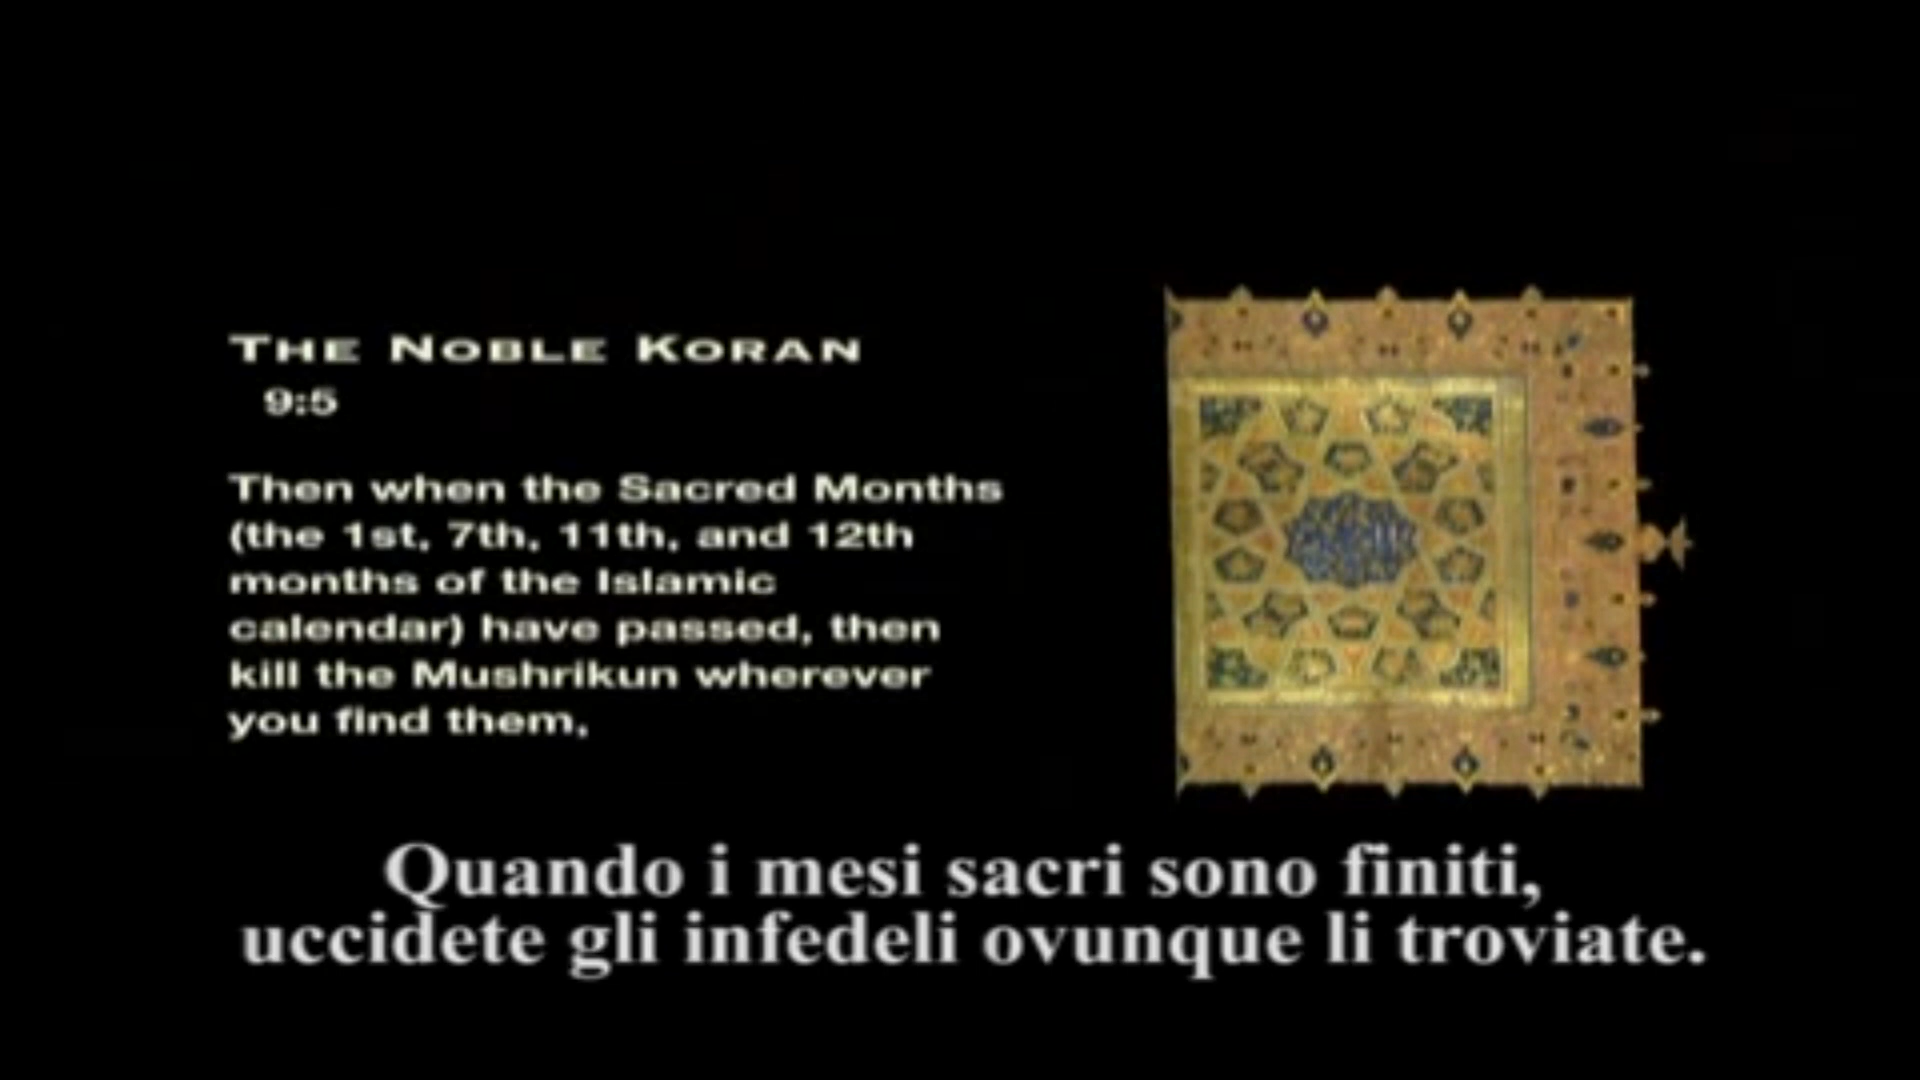 THE NOBLE KORAN
9:5
Then when the Sacred Months
(the 1st, 7th, 11th, and 12th
months of the Islamic
calendar) have passed, then
kill the Mushrikun wherever
you find them,
Quando i mesi sacri sono finiti,
uccidete gli infedeli ovunque li troviate.